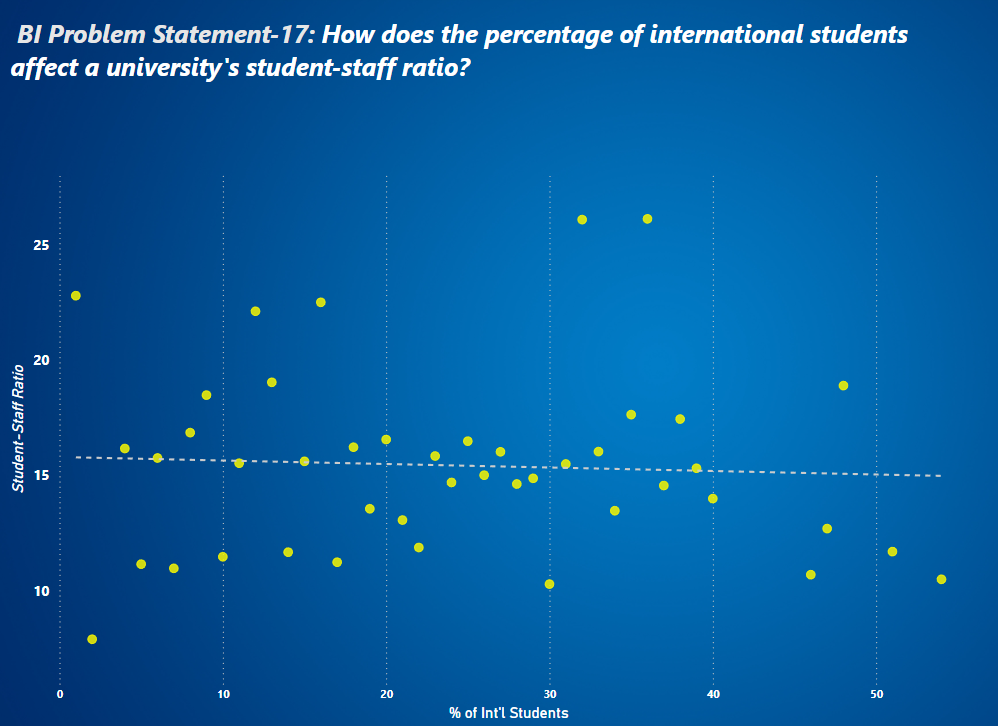 BI Problem Statement-17: How does the percentage of international students
affect a university's student-staff ratio?
25
20
15
10
Student-Staff Ratio
0 10 20 30 40 50
% of Int'l Students